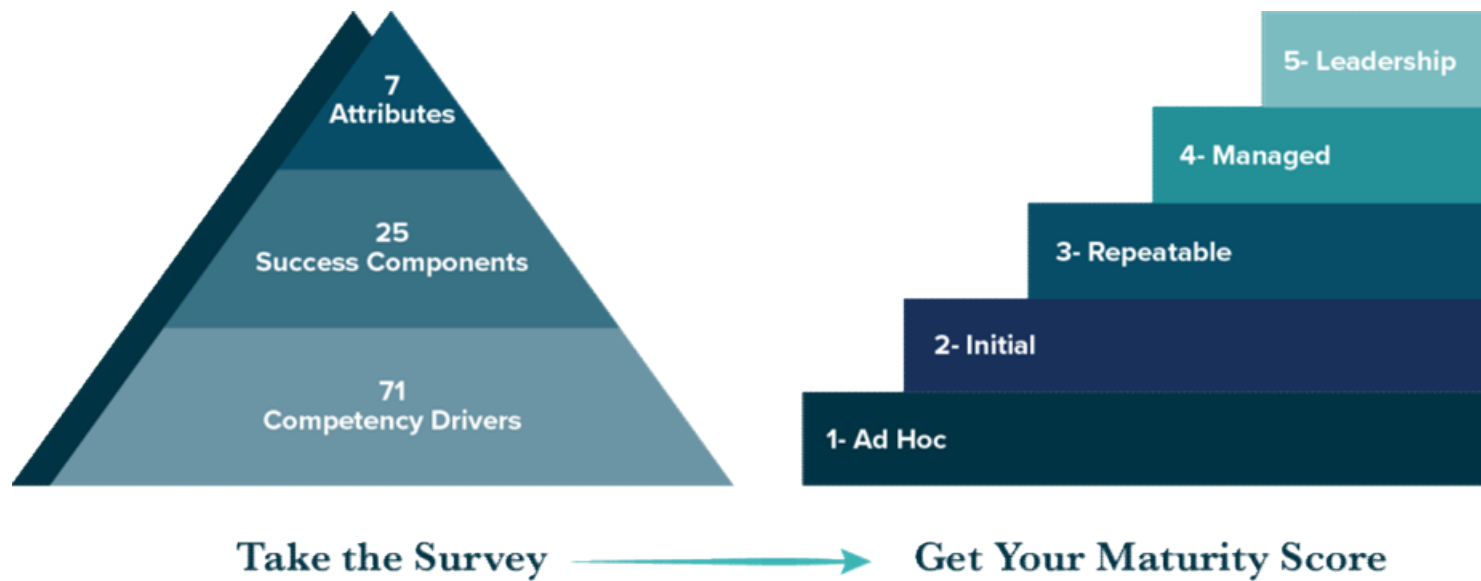 7
Attributes
25
Success Components
71
Competency Drivers
5- Leadership
4- Managed
3- Repeatable
2- Initial
1- Ad Hoc
Take the Survey
Get Your Maturity Score